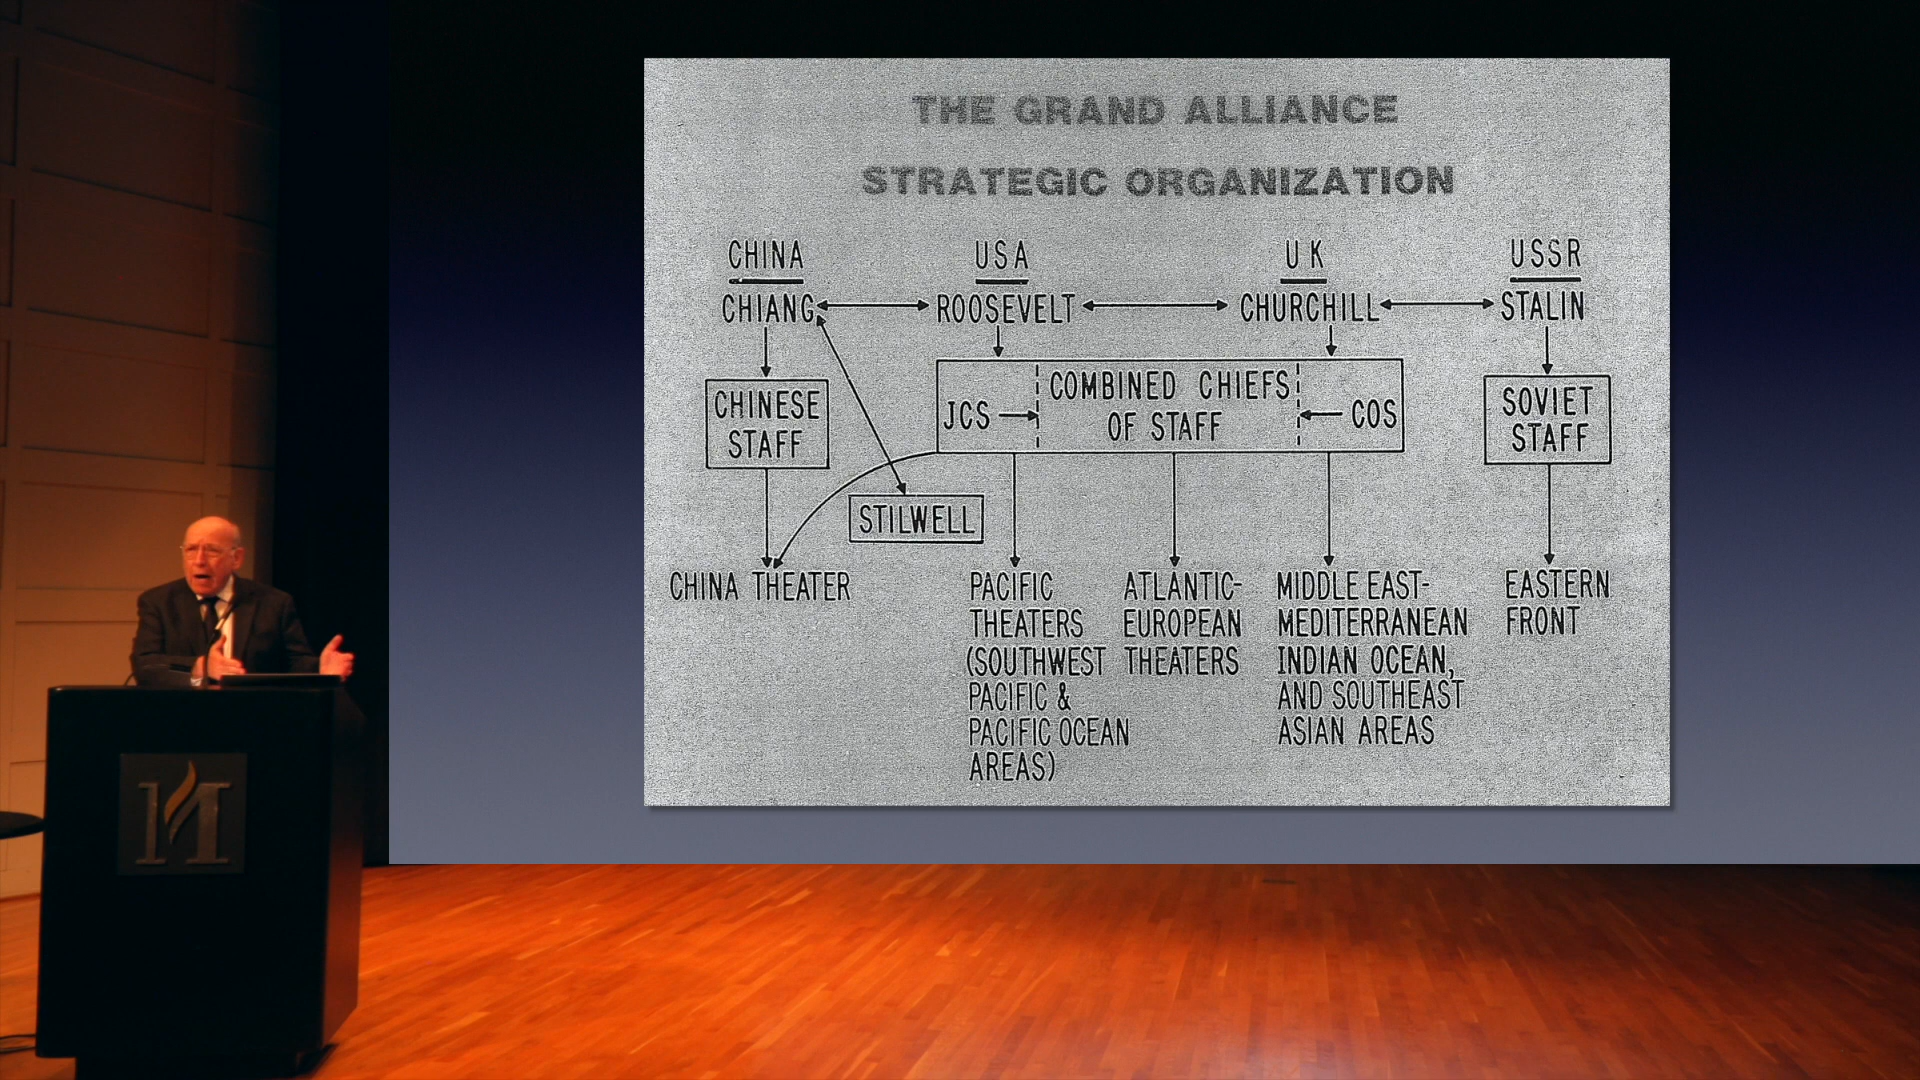 THE GRAND ALLIANCE
STRATEGIC ORGANIZATION
CHINA
USA
UK
USSR
CHIANG
ROOSEVELT
CHURCHILL
STALIN
CHINESE
STAFF
JCS
COMBINED CHIEFS
OF STAFF
COS
SOVIET
STAFF
STILWELL
CHINA THEATER
PACIFIC
THEATERS
(SOUTHWEST
PACIFIC &
PACIFIC OCEAN
AREAS)
ATLANTIC-
EUROPEAN
THEATERS
MIDDLE EAST-
MEDITERRANEAN
INDIAN OCEAN,
AND SOUTHEAST
ASIAN AREAS
EASTERN
FRONT
M